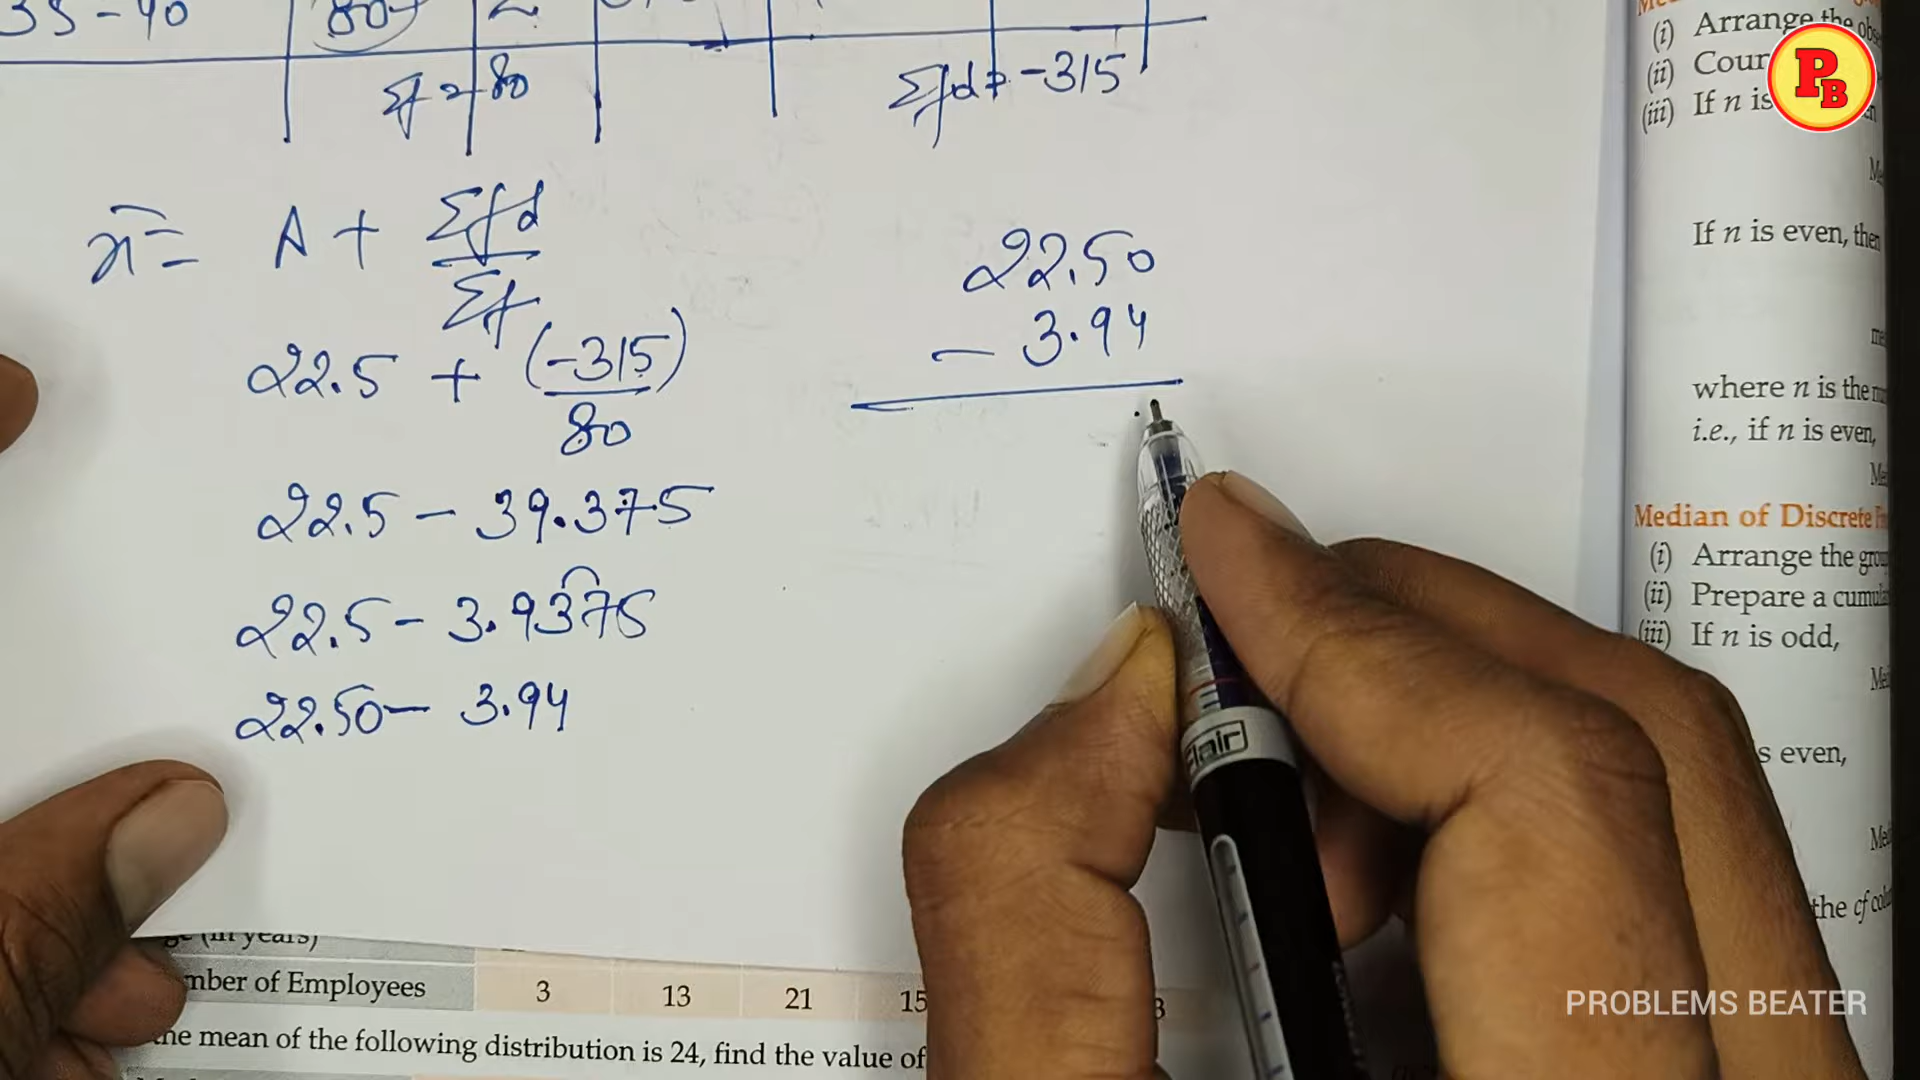 35-40 80
Σf = 80 Σfd = -315
x̄ = A + Σfd/Σf
22.5 + (-315)/80
22.5 - 39.375
22.5 - 3.9375
22.50 - 3.94
22.50
- 3.94
PB
(i) Arrange the obse
(ii) Cour
(iii) If n is
If n is even, then
where n is the
i.e., if n is even,
Median of Discrete
(i) Arrange the
(ii) Prepare a
(iii) If n is odd,
s even,
the cf
(in years)
mber of Employees 3 13 21 15
the mean of the following distribution is 24, find the value of
PROBLEMS BEATER